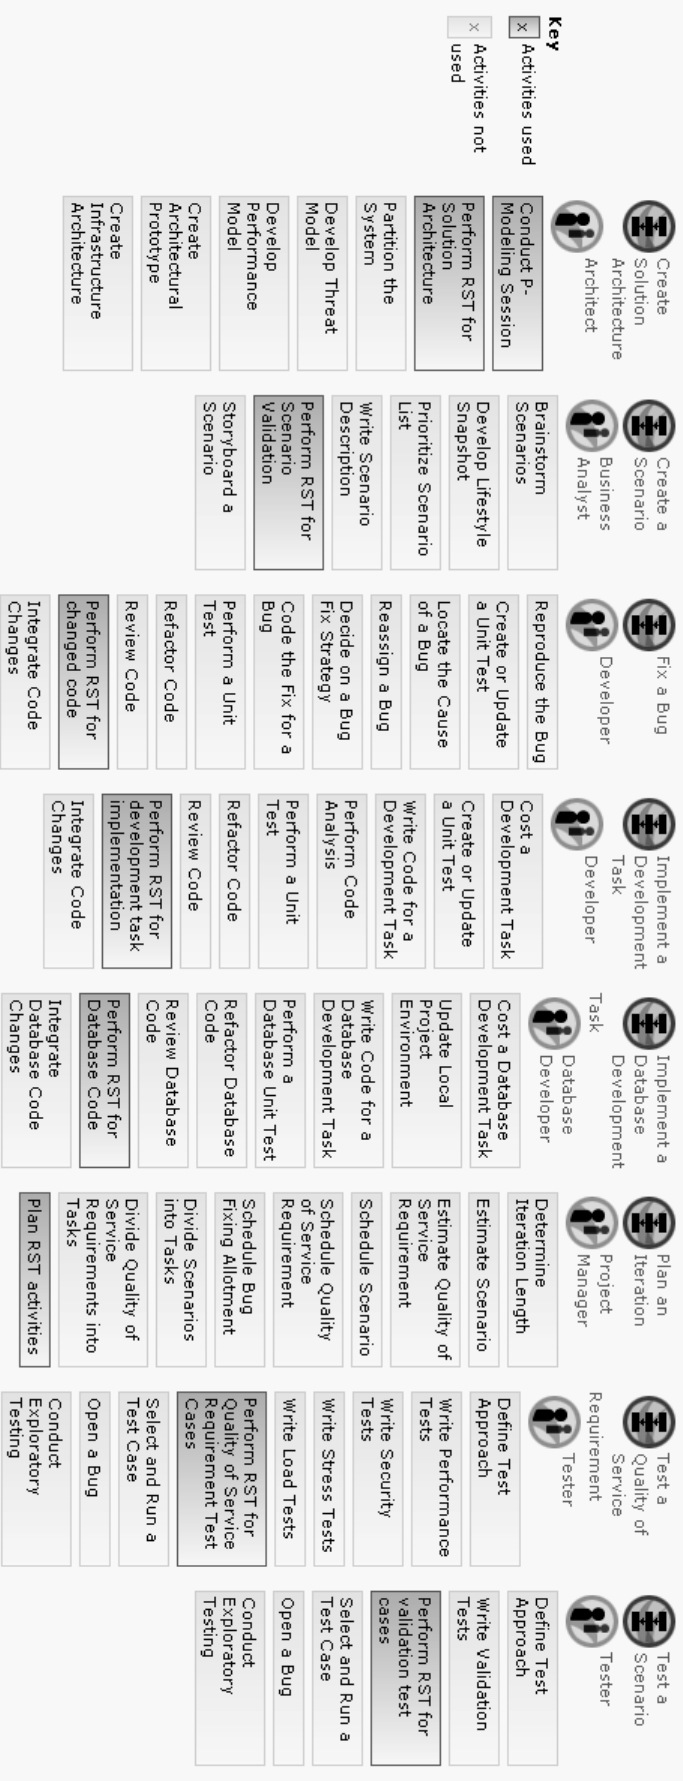 Key
x Activities used
x Activities not
used
Create
Solution
Architecture
Architect
Conduct P-
Modeling Session
Perform RST for
Solution
Architecture
Partition the
System
Develop Threat
Model
Develop
Performance
Model
Create
Architectural
Prototype
Create
Infrastructure
Architecture
Create a
Scenario
Business
Analyst
Brainstorm
Scenarios
Develop Lifestyle
Snapshot
Prioritize Scenario
List
Write Scenario
Description
Perform RST for
Scenario
Validation
Storyboard a
Scenario
Fix a Bug
Developer
Reproduce the Bug
Create or Update
a Unit Test
Locate the Cause
of a Bug
Reassign a Bug
Decide on a Bug
Fix Strategy
Code the Fix for a
Bug
Perform a Unit
Test
Refactor Code
Review Code
Perform RST for
changed code
Integrate Code
Changes
Implement a
Development
Task
Developer
Cost a
Development Task
Create or Update
a Unit Test
Write Code for a
Development Task
Perform Code
Analysis
Perform a Unit
Test
Refactor Code
Review Code
Perform RST for
development task
implementation
Integrate Code
Changes
Implement a
Database
Development
Task
Database
Developer
Cost a Database
Development Task
Update Local
Project
Environment
Write Code for a
Database
Development Task
Perform a
Database Unit Test
Refactor Database
Code
Review Database
Code
Perform RST for
Database Code
Integrate
Database Code
Changes
Plan an
Iteration
Project
Manager
Determine
Iteration Length
Estimate Scenario
Estimate Quality of
Service
Requirement
Schedule Scenario
Schedule Quality
of Service
Requirement
Schedule Bug
Fixing Allotment
Divide Scenarios
into Tasks
Divide Quality of
Service
Requirements into
Tasks
Plan RST activities
Test a
Quality of
Service
Requirement
Tester
Define Test
Approach
Write Performance
Tests
Write Security
Tests
Write Stress Tests
Write Load Tests
Perform RST for
Quality of Service
Requirement Test
Cases
Select and Run a
Test Case
Open a Bug
Conduct
Exploratory
Testing
Test a
Scenario
Tester
Define Test
Approach
Write Validation
Tests
Perform RST for
validation test
cases
Select and Run a
Test Case
Open a Bug
Conduct
Exploratory
Testing